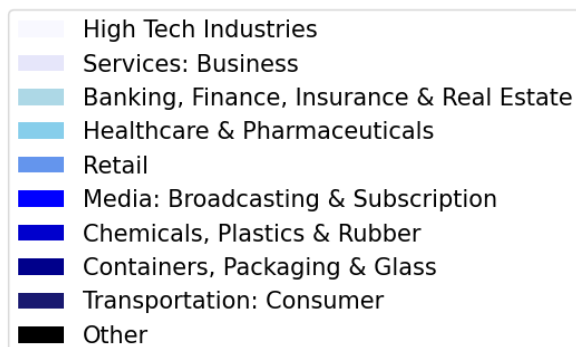 High Tech Industries
Services: Business
Banking, Finance, Insurance & Real Estate
Healthcare & Pharmaceuticals
Retail
Media: Broadcasting & Subscription
Chemicals, Plastics & Rubber
Containers, Packaging & Glass
Transportation: Consumer
Other